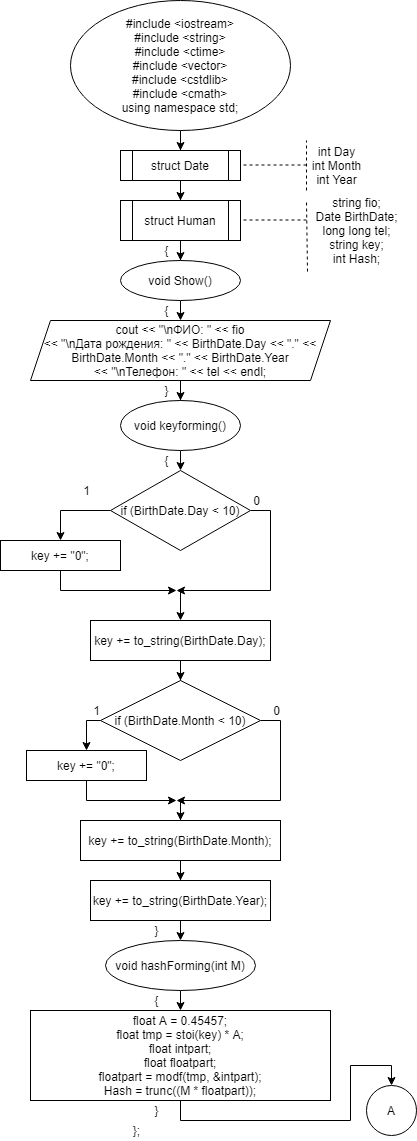 #include <iostream>
#include <string>
#include <ctime>
#include <vector>
#include <cstdlib>
#include <cmath>
using namespace std;
struct Date
int Day
int Month
int Year
struct Human
string fio;
Date BirthDate;
long long tel;
string key;
int Hash;
{
void Show()
{
cout << "\nФИО: " << fio
<< "\nДата рождения: " << BirthDate.Day << "." <<
BirthDate.Month << "." << BirthDate.Year
<< "\nТелефон: " << tel << endl;
}
void keyforming()
{
1
if (BirthDate.Day < 10)
0
key += "0";
key += to_string(BirthDate.Day);
1
if (BirthDate.Month < 10)
0
key += "0";
key += to_string(BirthDate.Month);
key += to_string(BirthDate.Year);
}
void hashForming(int M)
{
float A = 0.45457;
float tmp = stoi(key) * A;
float intpart;
float floatpart;
floatpart = modf(tmp, &intpart);
Hash = trunc((M * floatpart));
}
A
};